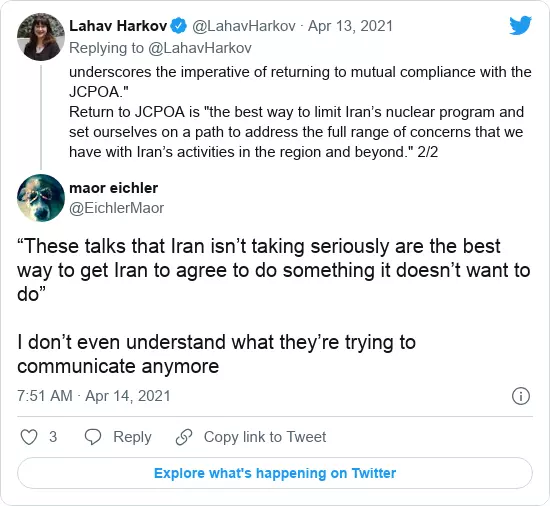 Lahav Harkov @LahavHarkov · Apr 13, 2021
Replying to @LahavHarkov
underscores the imperative of returning to mutual compliance with the
JCPOA."
Return to JCPOA is "the best way to limit Iran’s nuclear program and
set ourselves on a path to address the full range of concerns that we
have with Iran’s activities in the region and beyond." 2/2
maor eichler
@EichlerMaor
“These talks that Iran isn’t taking seriously are the best
way to get Iran to agree to do something it doesn’t want to
do”
I don’t even understand what they’re trying to
communicate anymore
7:51 AM · Apr 14, 2021
3 Reply Copy link to Tweet
Explore what's happening on Twitter